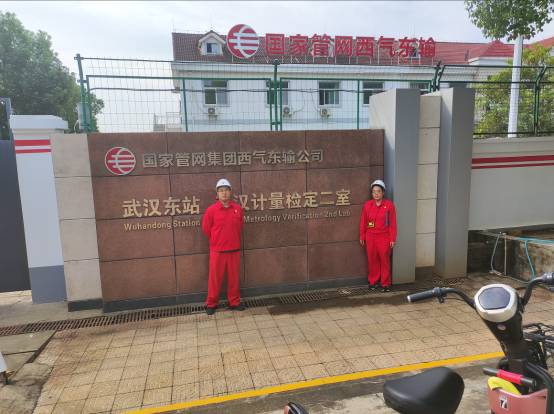 国家管网西气东输
国家管网集团西气东输公司
武汉东站 汉计量检定二室
Wuhandong Station Metrology Verification 2nd Lab